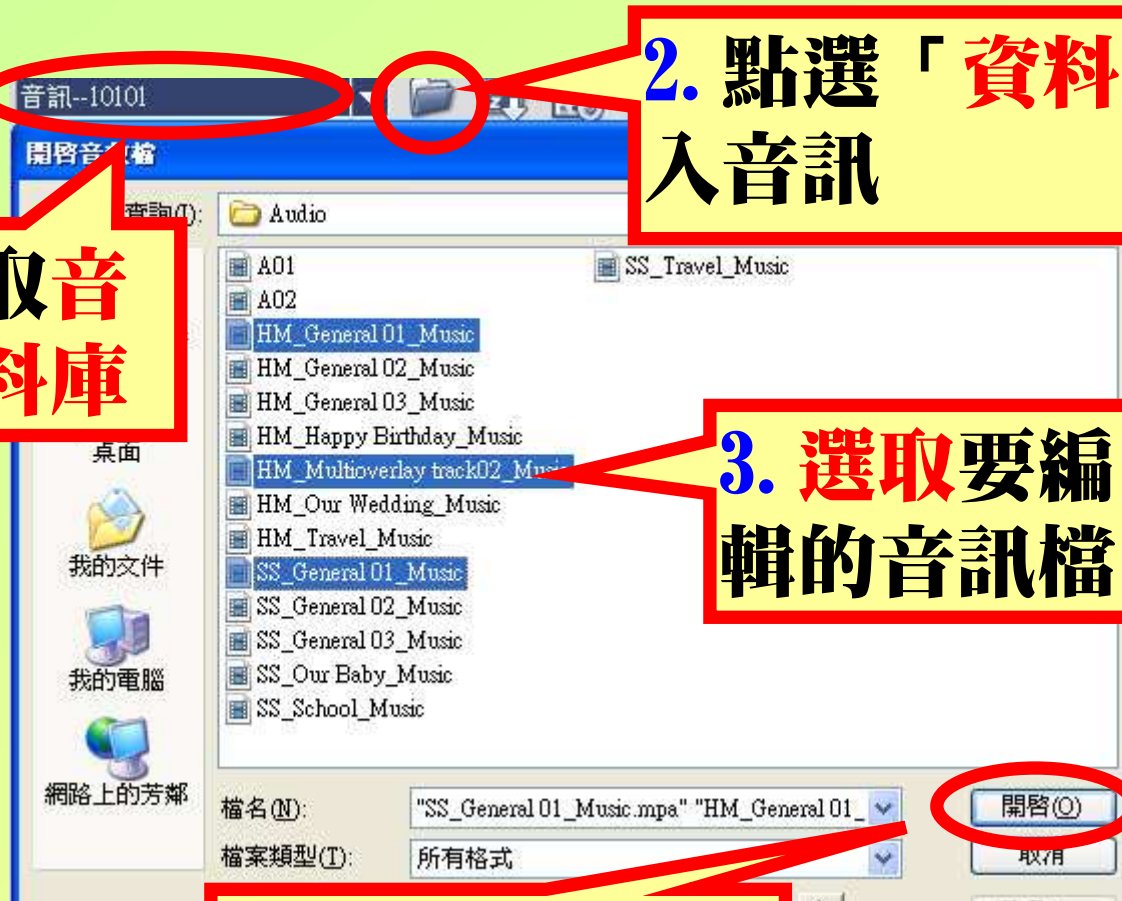 2. 點選「資料
入音訊
音訊--10101
開啓音 檔
查詢(I):
Audio
取音
料庫
A01
A02
HM_General 01_Music
HM_General 02_Music
HM_General 03_Music
HM_Happy Birthday_Music
HM_Multioverlay track02_Music
HM_Our Wedding_Music
HM_Travel_Music
SS_General 01_Music
SS_General 02_Music
SS_General 03_Music
SS_Our Baby_Music
SS_School_Music
SS_Travel_Music
3. 選取要編
輯的音訊檔
桌面
我的文件
我的電腦
網路上的芳鄰
檔名(N):
"SS_General 01_Music.mpa" "HM_General 01_
開啓(O)
檔案類型(T):
所有格式
取消